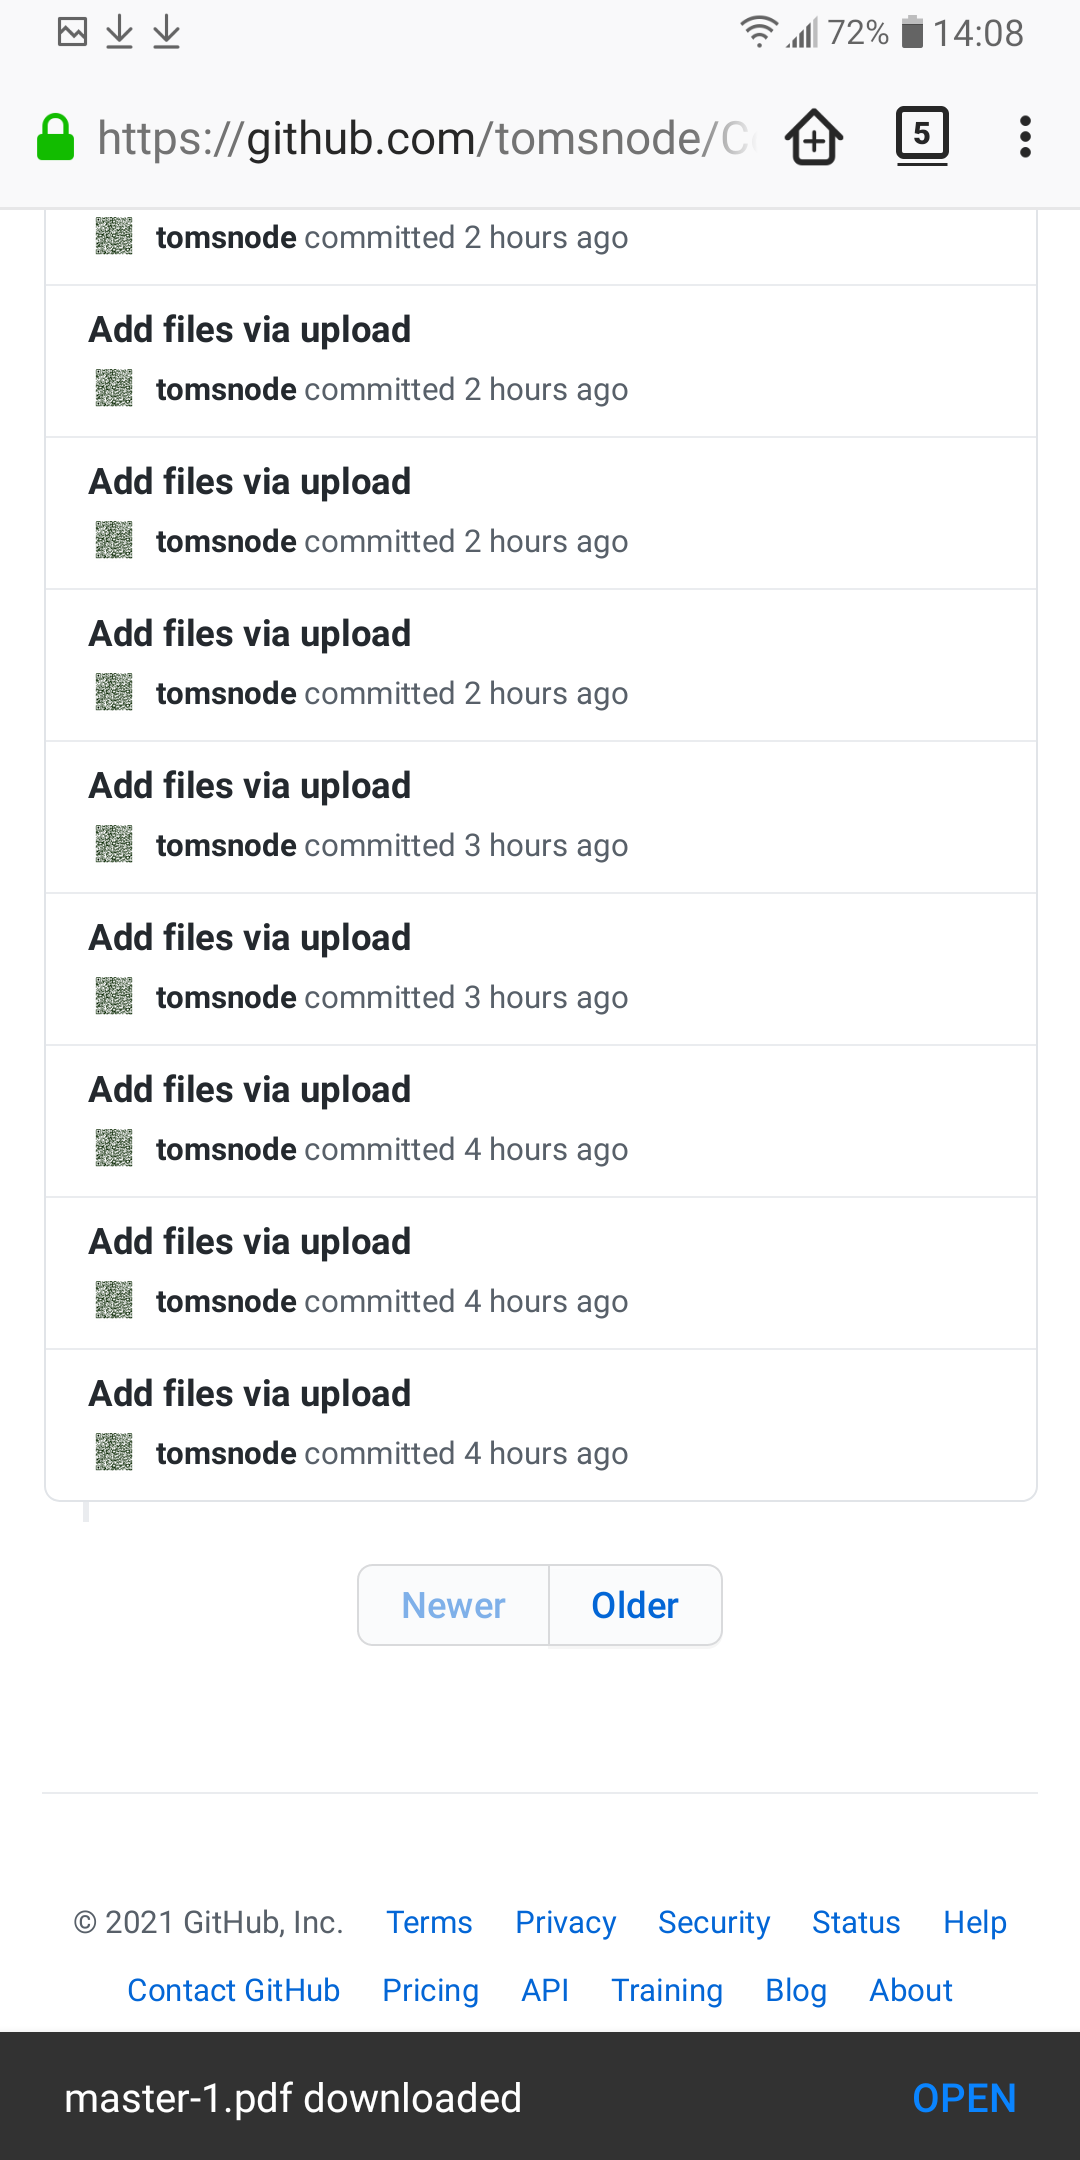 72% 14:08
https://github.com/tomsnode/C
5
tomsnode committed 2 hours ago
Add files via upload
tomsnode committed 2 hours ago
Add files via upload
tomsnode committed 2 hours ago
Add files via upload
tomsnode committed 2 hours ago
Add files via upload
tomsnode committed 3 hours ago
Add files via upload
tomsnode committed 3 hours ago
Add files via upload
tomsnode committed 4 hours ago
Add files via upload
tomsnode committed 4 hours ago
Add files via upload
tomsnode committed 4 hours ago
Newer Older
© 2021 GitHub, Inc. Terms Privacy Security Status Help
Contact GitHub Pricing API Training Blog About
master-1.pdf downloaded OPEN